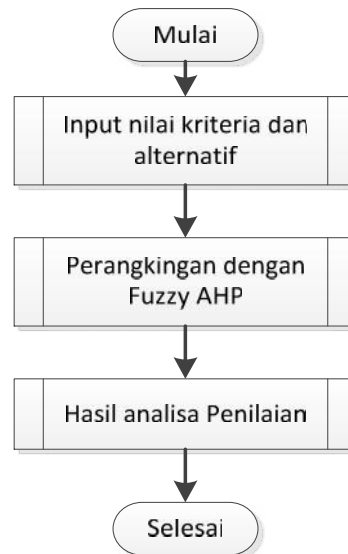 Mulai
Input nilai kriteria dan
alternatif
Perangkingan dengan
Fuzzy AHP
Hasil analisa Penilaian
Selesai